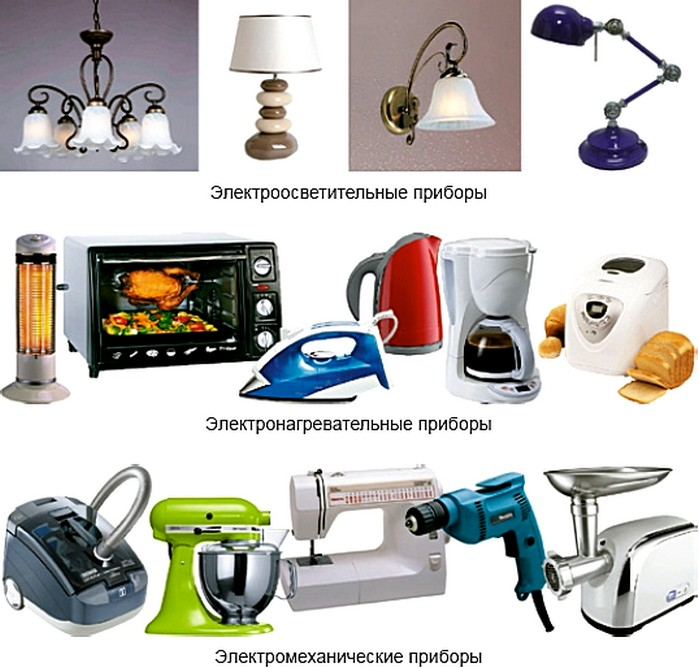 Электроосветительные приборы
Электронагревательные приборы
Электромеханические приборы